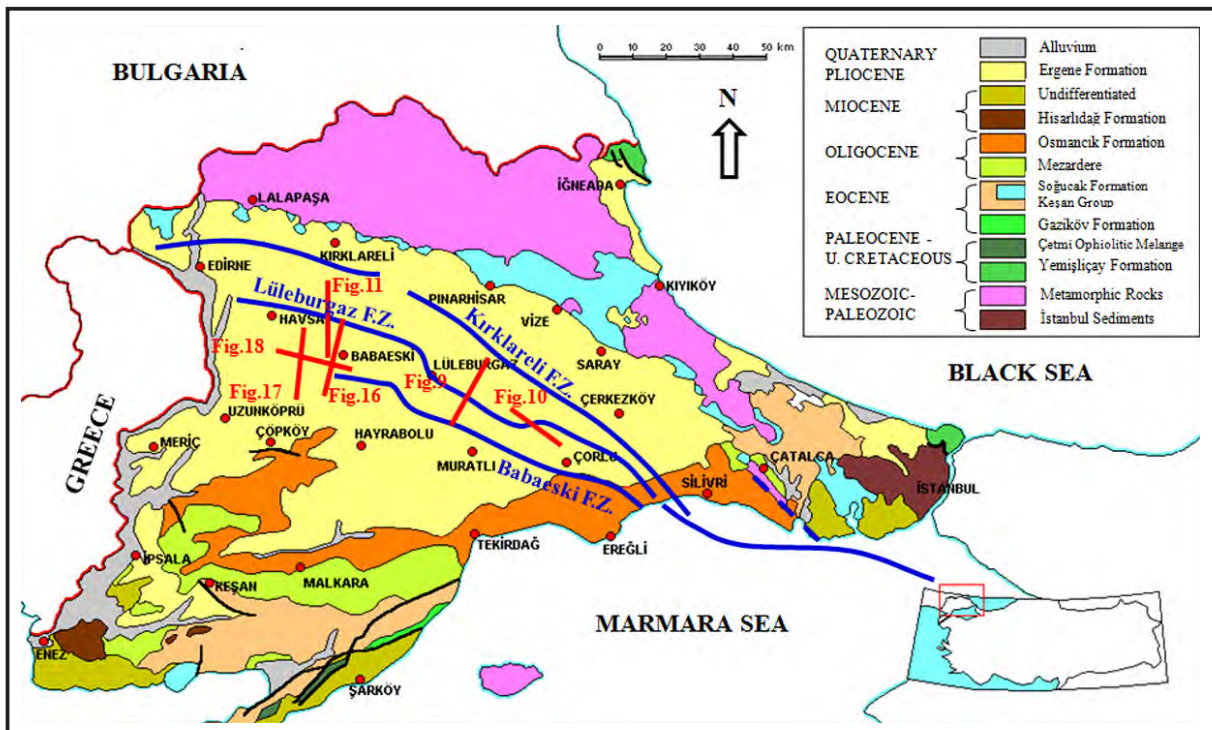 BULGARIA
0 10 20 30 40 50 km
N
QUATERNARY
PLIOCENE
MIOCENE
OLIGOCENE
EOCENE
PALEOCENE -
U. CRETACEOUS
MESOZOIC-
PALEOZOIC
Alluvium
Ergene Formation
Undifferentiated
Hisarlıdağ Formation
Osmancık Formation
Mezardere
Soğucak Formation
Keşan Group
Gaziköv Formation
Çetmi Ophiolitic Melange
Yemişliçay Formation
Metamorphic Rocks
İstanbul Sediments
LALAPAŞA
İĞNEADA
KIRKLARELİ
EDİRNE
Fig.11
PINARHİSAR
KIYIKÖY
Lüleburgaz F.Z.
Kırklareli F.Z.
HAVSA
VİZE
Fig.18
BABAESKİ
LÜLEBURGAZ
SARAY
BLACK SEA
Fig.17
Fig.16
Fig.9
Fig.10
ÇERKEZKÖY
UZUNKÖPRÜ
GREECE
MERİÇ
ÇÖPKÖY
HAYRABOLU
MURATLI
ÇORLU
ÇATALCA
Babaeski F.Z.
SİLİVRİ
İSTANBUL
TEKİRDAĞ
EREĞLİ
İPSALA
KEŞAN
MALKARA
MARMARA SEA
ENEZ
ŞARKÖY